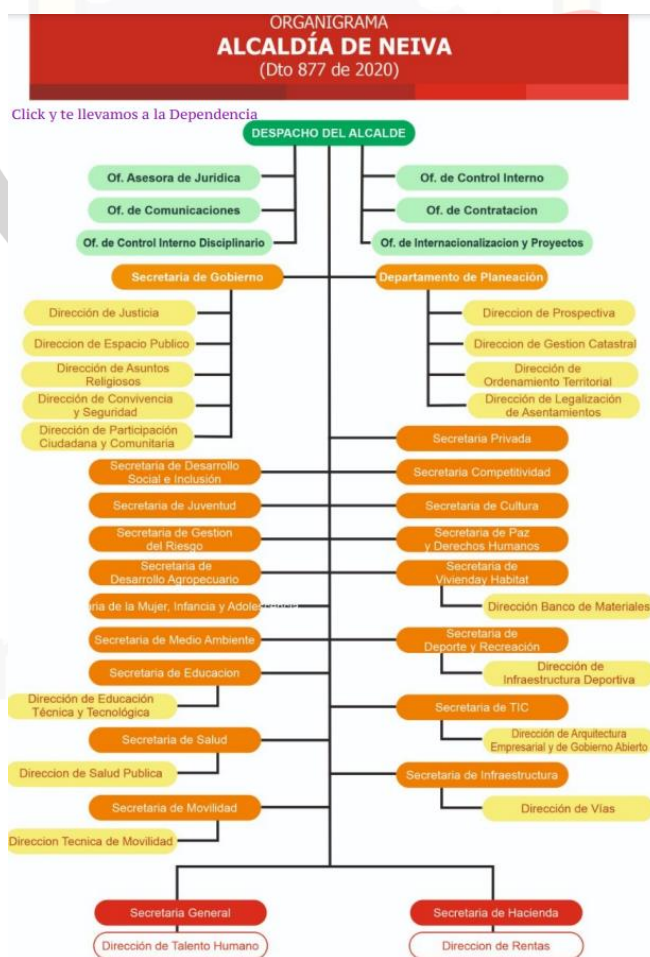 ORGANIGRAMA
ALCALDÍA DE NEIVA
(Dto 877 de 2020)
Click y te llevamos a la Dependencia
DESPACHO DEL ALCALDE
Of. Asesora de Juridica
Of. de Control Interno
Of. de Comunicaciones
Of. de Contratacion
Of. de Control Interno Disciplinario
Of. de Internacionalizacion y Proyectos
Secretaria de Gobierno
Departamento de Planeación
Dirección de Justicia
Direccion de Prospectiva
Direccion de Espacio Publico
Direccion de Gestion Catastral
Dirección de Asuntos
Religiosos
Dirección de
Ordenamiento Territorial
Dirección de Convivencia
y Seguridad
Dirección de Legalización
de Asentamientos
Dirección de Participación
Ciudadana y Comunitaria
Secretaria Privada
Secretaria de Desarrollo
Social e Inclusión
Secretaria Competitividad
Secretaria de Juventud
Secretaria de Cultura
Secretaria de Gestion
del Riesgo
Secretaria de Paz
y Derechos Humanos
Secretaria de
Desarrollo Agropecuario
Secretaria de
Vivienday Habitat
ria de la Mujer, Infancia y Adolescencia
Dirección Banco de Materiales
Secretaria de Medio Ambiente
Secretaria de
Deporte y Recreación
Secretaria de Educacion
Dirección de
Infraestructura Deportiva
Dirección de Educación
Técnica y Tecnológica
Secretaria de TIC
Secretaria de Salud
Dirección de Arquitectura
Empresarial y de Gobierno Abierto
Direccion de Salud Publica
Secretaria de Infraestructura
Secretaria de Movilidad
Dirección de Vías
Direccion Tecnica de Movilidad
Secretaria General
Secretaria de Hacienda
Dirección de Talento Humano
Direccion de Rentas